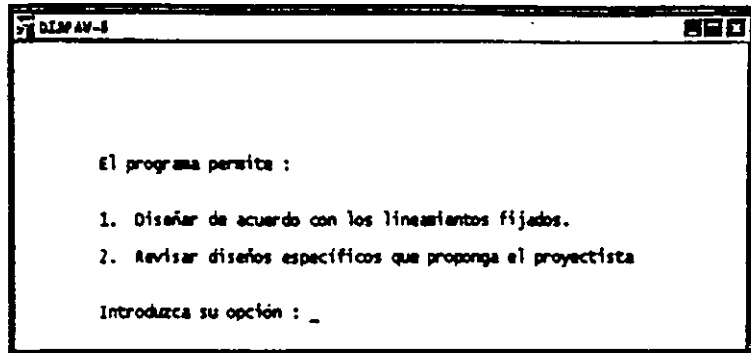 DISPAV-5
El programa permite :
1. Diseñar de acuerdo con los lineamientos fijados.
2. Revisar diseños específicos que proponga el proyectista
Introduzca su opción : _